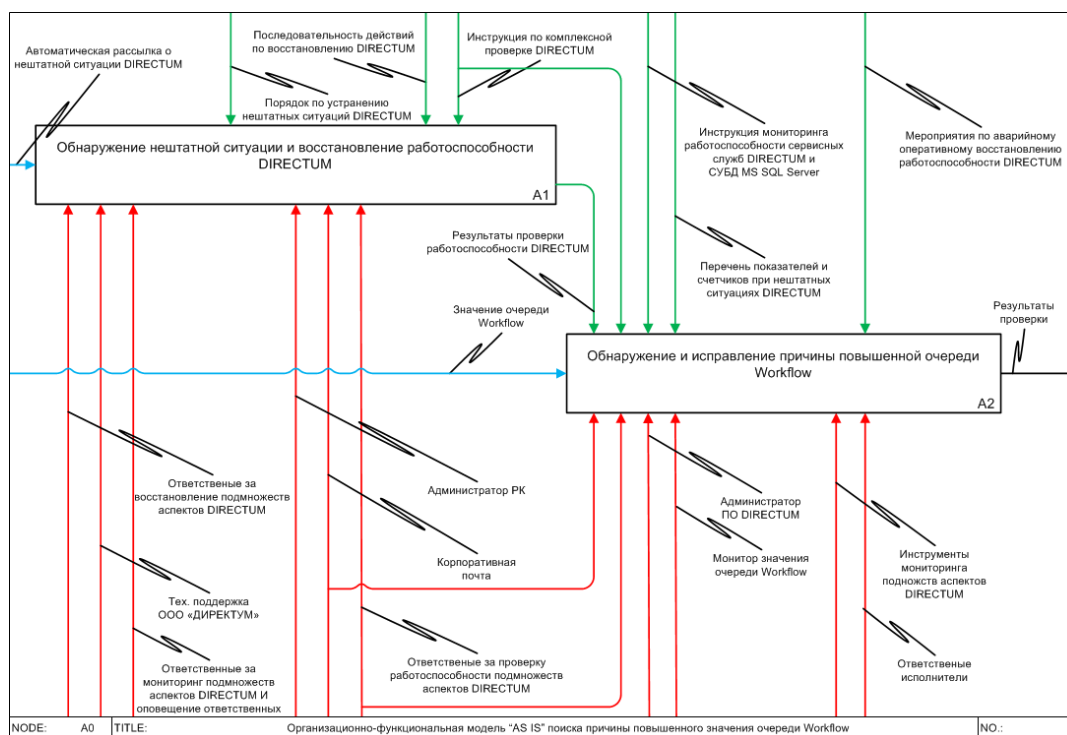 Автоматическая рассылка о
нештатной ситуации DIRECTUM
Последовательность действий
по восстановлению DIRECTUM
Инструкция по комплексной
проверке DIRECTUM
Порядок по устранению
нештатных ситуаций DIRECTUM
Инструкция мониторинга
работоспособности сервисных
служб DIRECTUM и
СУБД MS SQL Server
Мероприятия по аварийному
оперативному восстановлению
работоспособности DIRECTUM
Обнаружение нештатной ситуации и восстановление работоспособности
DIRECTUM
A1
Результаты проверки
работоспособности DIRECTUM
Перечень показателей и
счетчиков при нештатных
ситуациях DIRECTUM
Значение очереди
Workflow
Результаты
проверки
Обнаружение и исправление причины повышенной очереди
Workflow
A2
Ответственые за
восстановление подмножеств
аспектов DIRECTUM
Администратор РК
Администратор
ПО DIRECTUM
Корпоративная
почта
Монитор значения
очереди Workflow
Инструменты
мониторинга
подножств аспектов
DIRECTUM
Тех. поддержка
ООО «ДИРЕКТУМ»
Ответственые за
мониторинг подмножеств
аспектов DIRECTUM И
оповещение ответственных
Ответственые за проверку
работоспособности подмножеств
аспектов DIRECTUM
Ответственые
исполнители
NODE: A0 TITLE: Организационно-функциональная модель “AS IS” поиска причины повышенного значения очереди Workflow NO.: